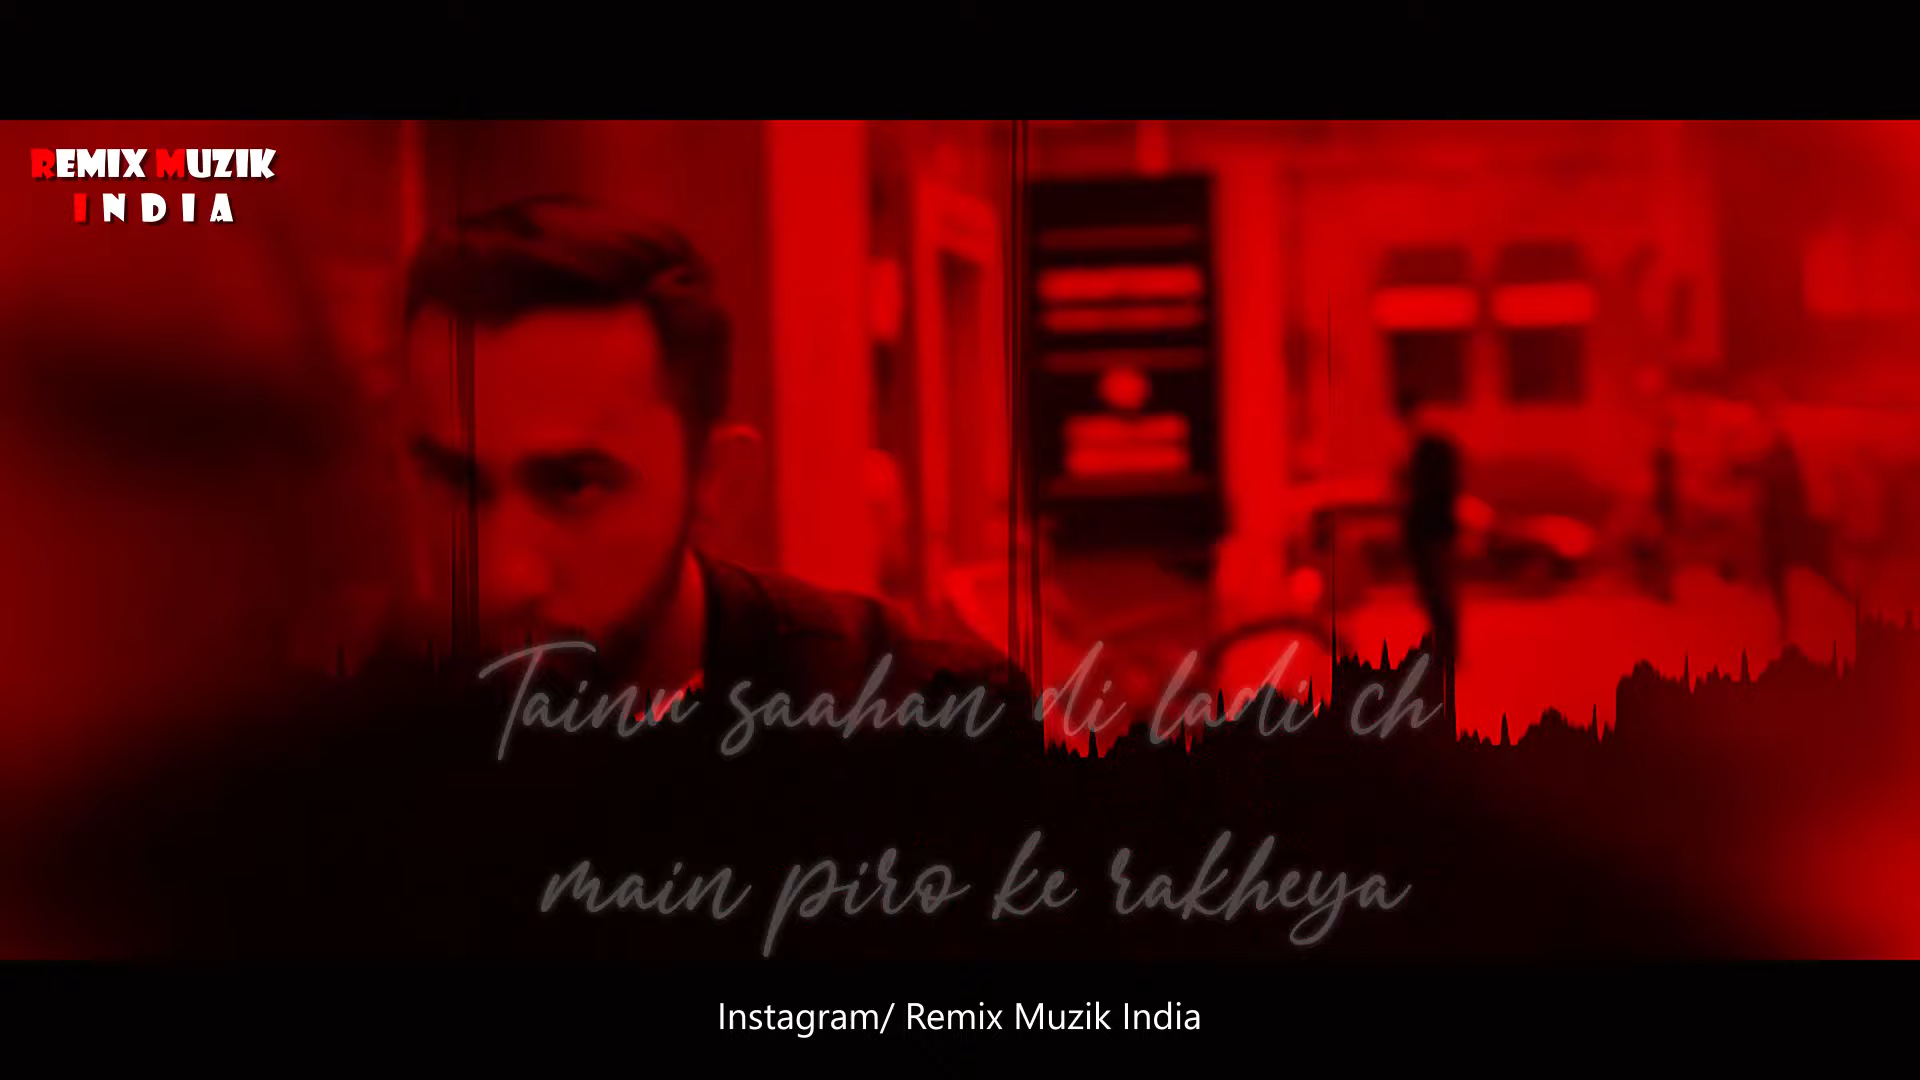 REMIX MUZIK
INDIA
Tainu saahan di ladi ch
main piro ke rakheya
Instagram/ Remix Muzik India